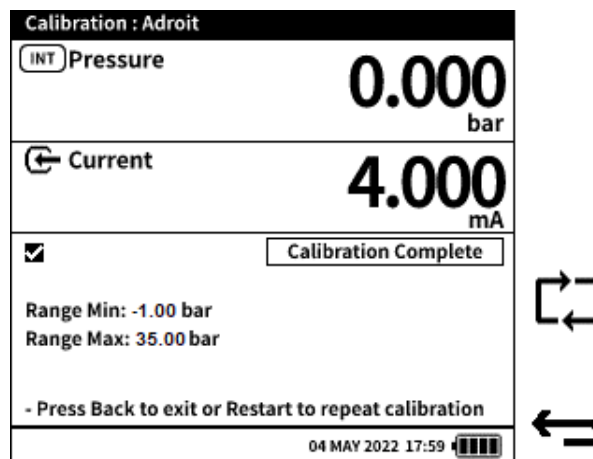 Calibration : Adroit
INT Pressure
0.000
bar
Current
4.000
mA
Calibration Complete
Range Min: -1.00 bar
Range Max: 35.00 bar
- Press Back to exit or Restart to repeat calibration
04 MAY 2022 17:59